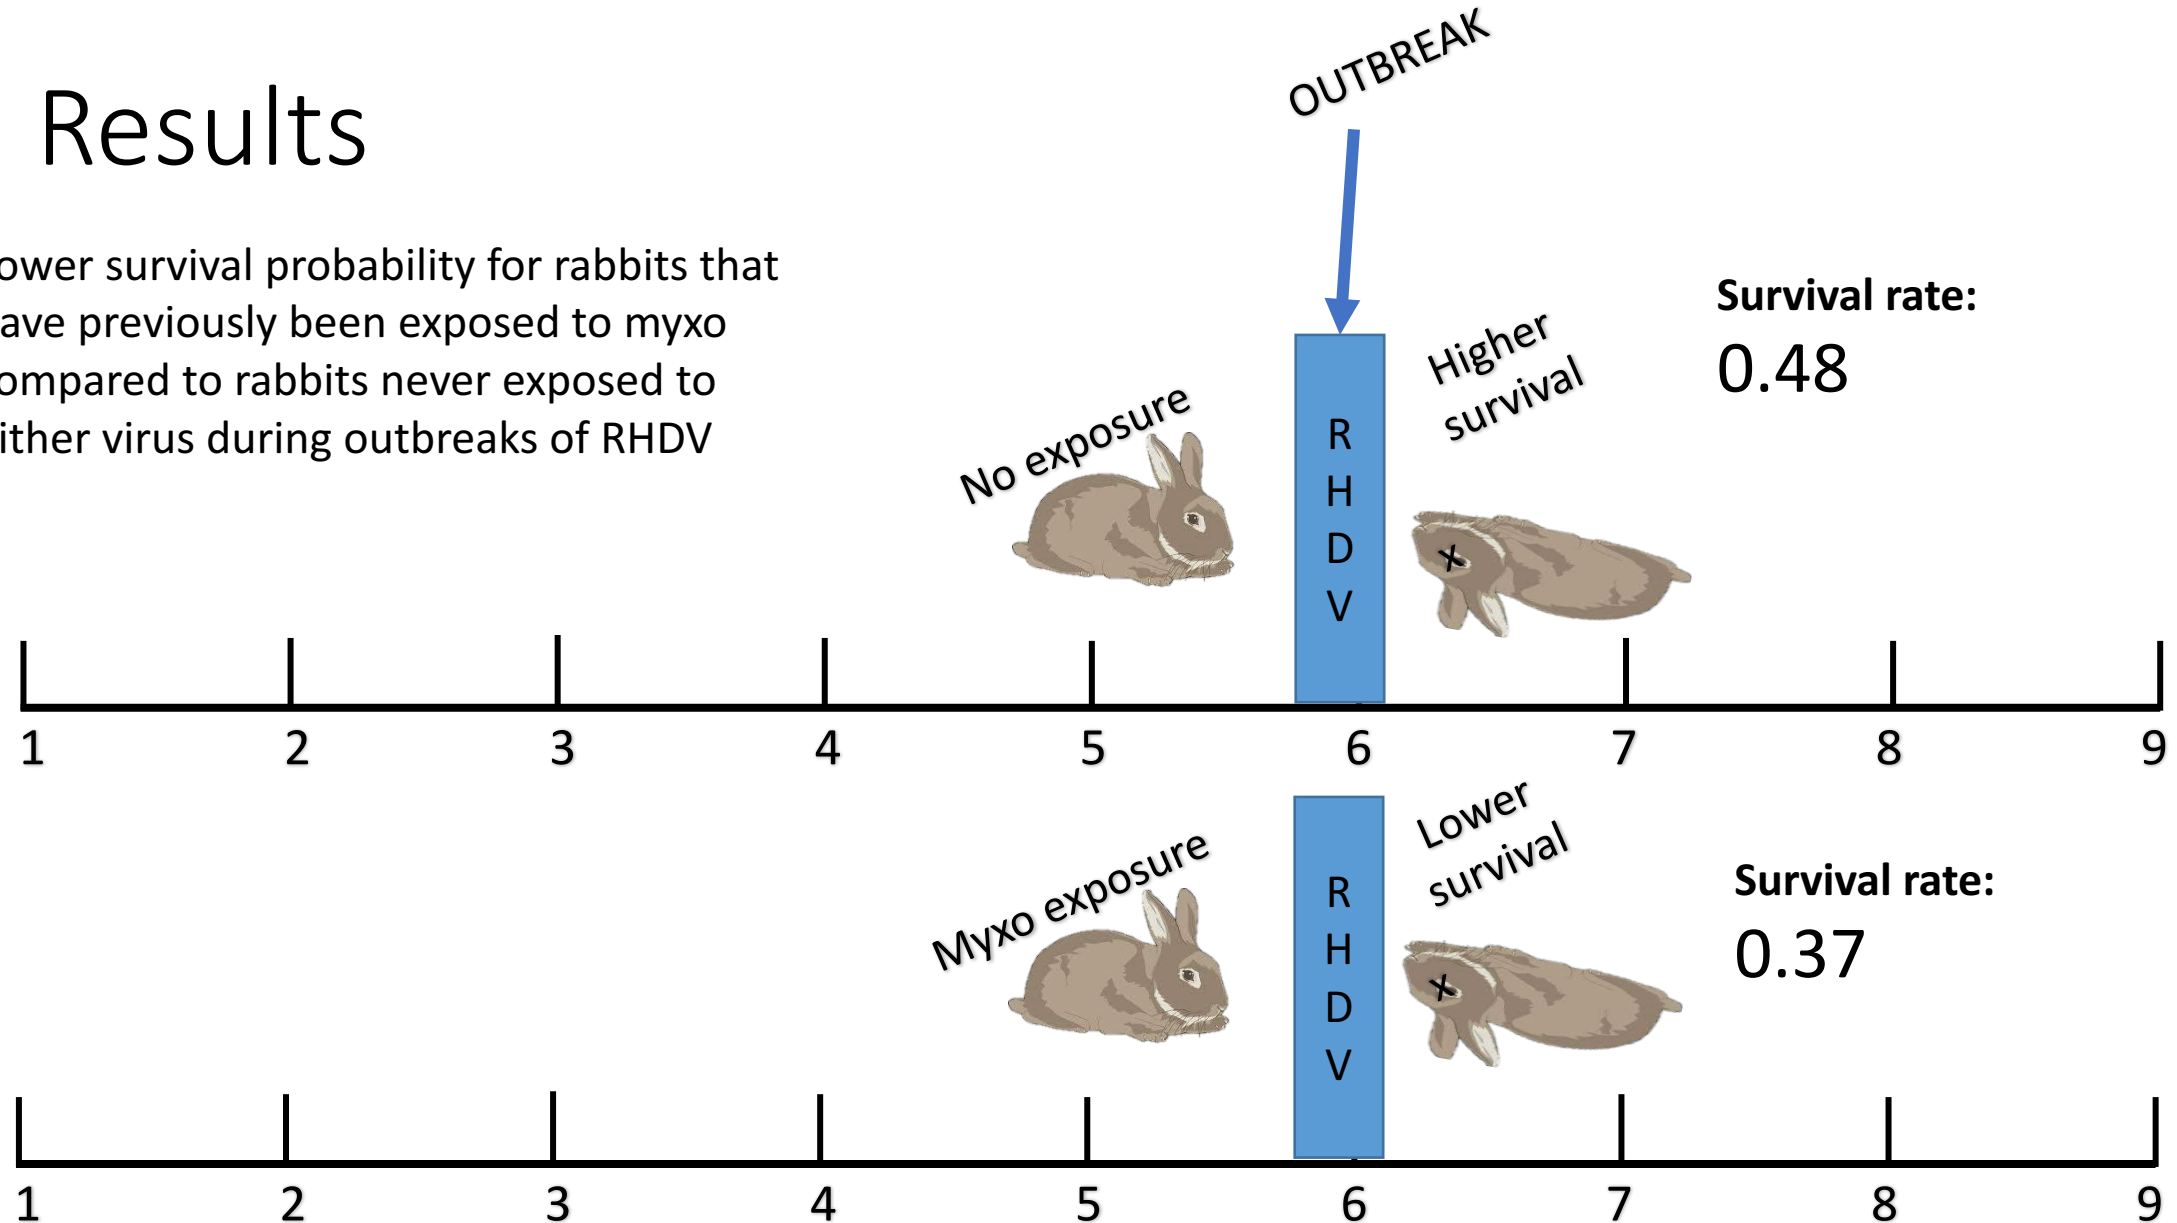 Results
ower survival probability for rabbits that
ave previously been exposed to myxo
ompared to rabbits never exposed to
ither virus during outbreaks of RHDV
OUTBREAK
No exposure
R
H
D
V
Higher
survival
x
Survival rate:
0.48
1 2 3 4 5 6 7 8 9
Myxo exposure
R
H
D
V
Lower
survival
x
Survival rate:
0.37
1 2 3 4 5 6 7 8 9